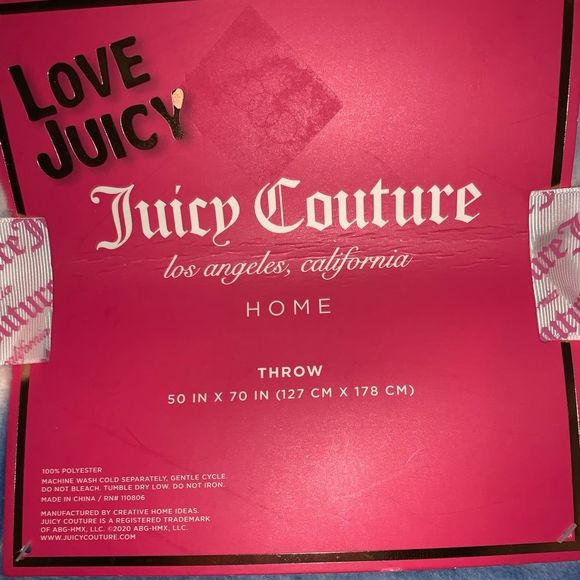 LOVE
JUICY
Juicy Couture
los angeles, california
HOME
THROW
50 IN X 70 IN (127 CM X 178 CM)
100% POLYESTER
MACHINE WASH COLD SEPARATELY, GENTLE CYCLE.
DO NOT BLEACH. TUMBLE DRY LOW. DO NOT IRON.
MADE IN CHINA / RN# 110806
MANUFACTURED BY CREATIVE HOME IDEAS.
JUICY COUTURE IS A REGISTERED TRADEMARK
OF ABG-HMX, LLC. ©2020 ABG-HMX, LLC.
WWW.JUICYCOUTURE.COM